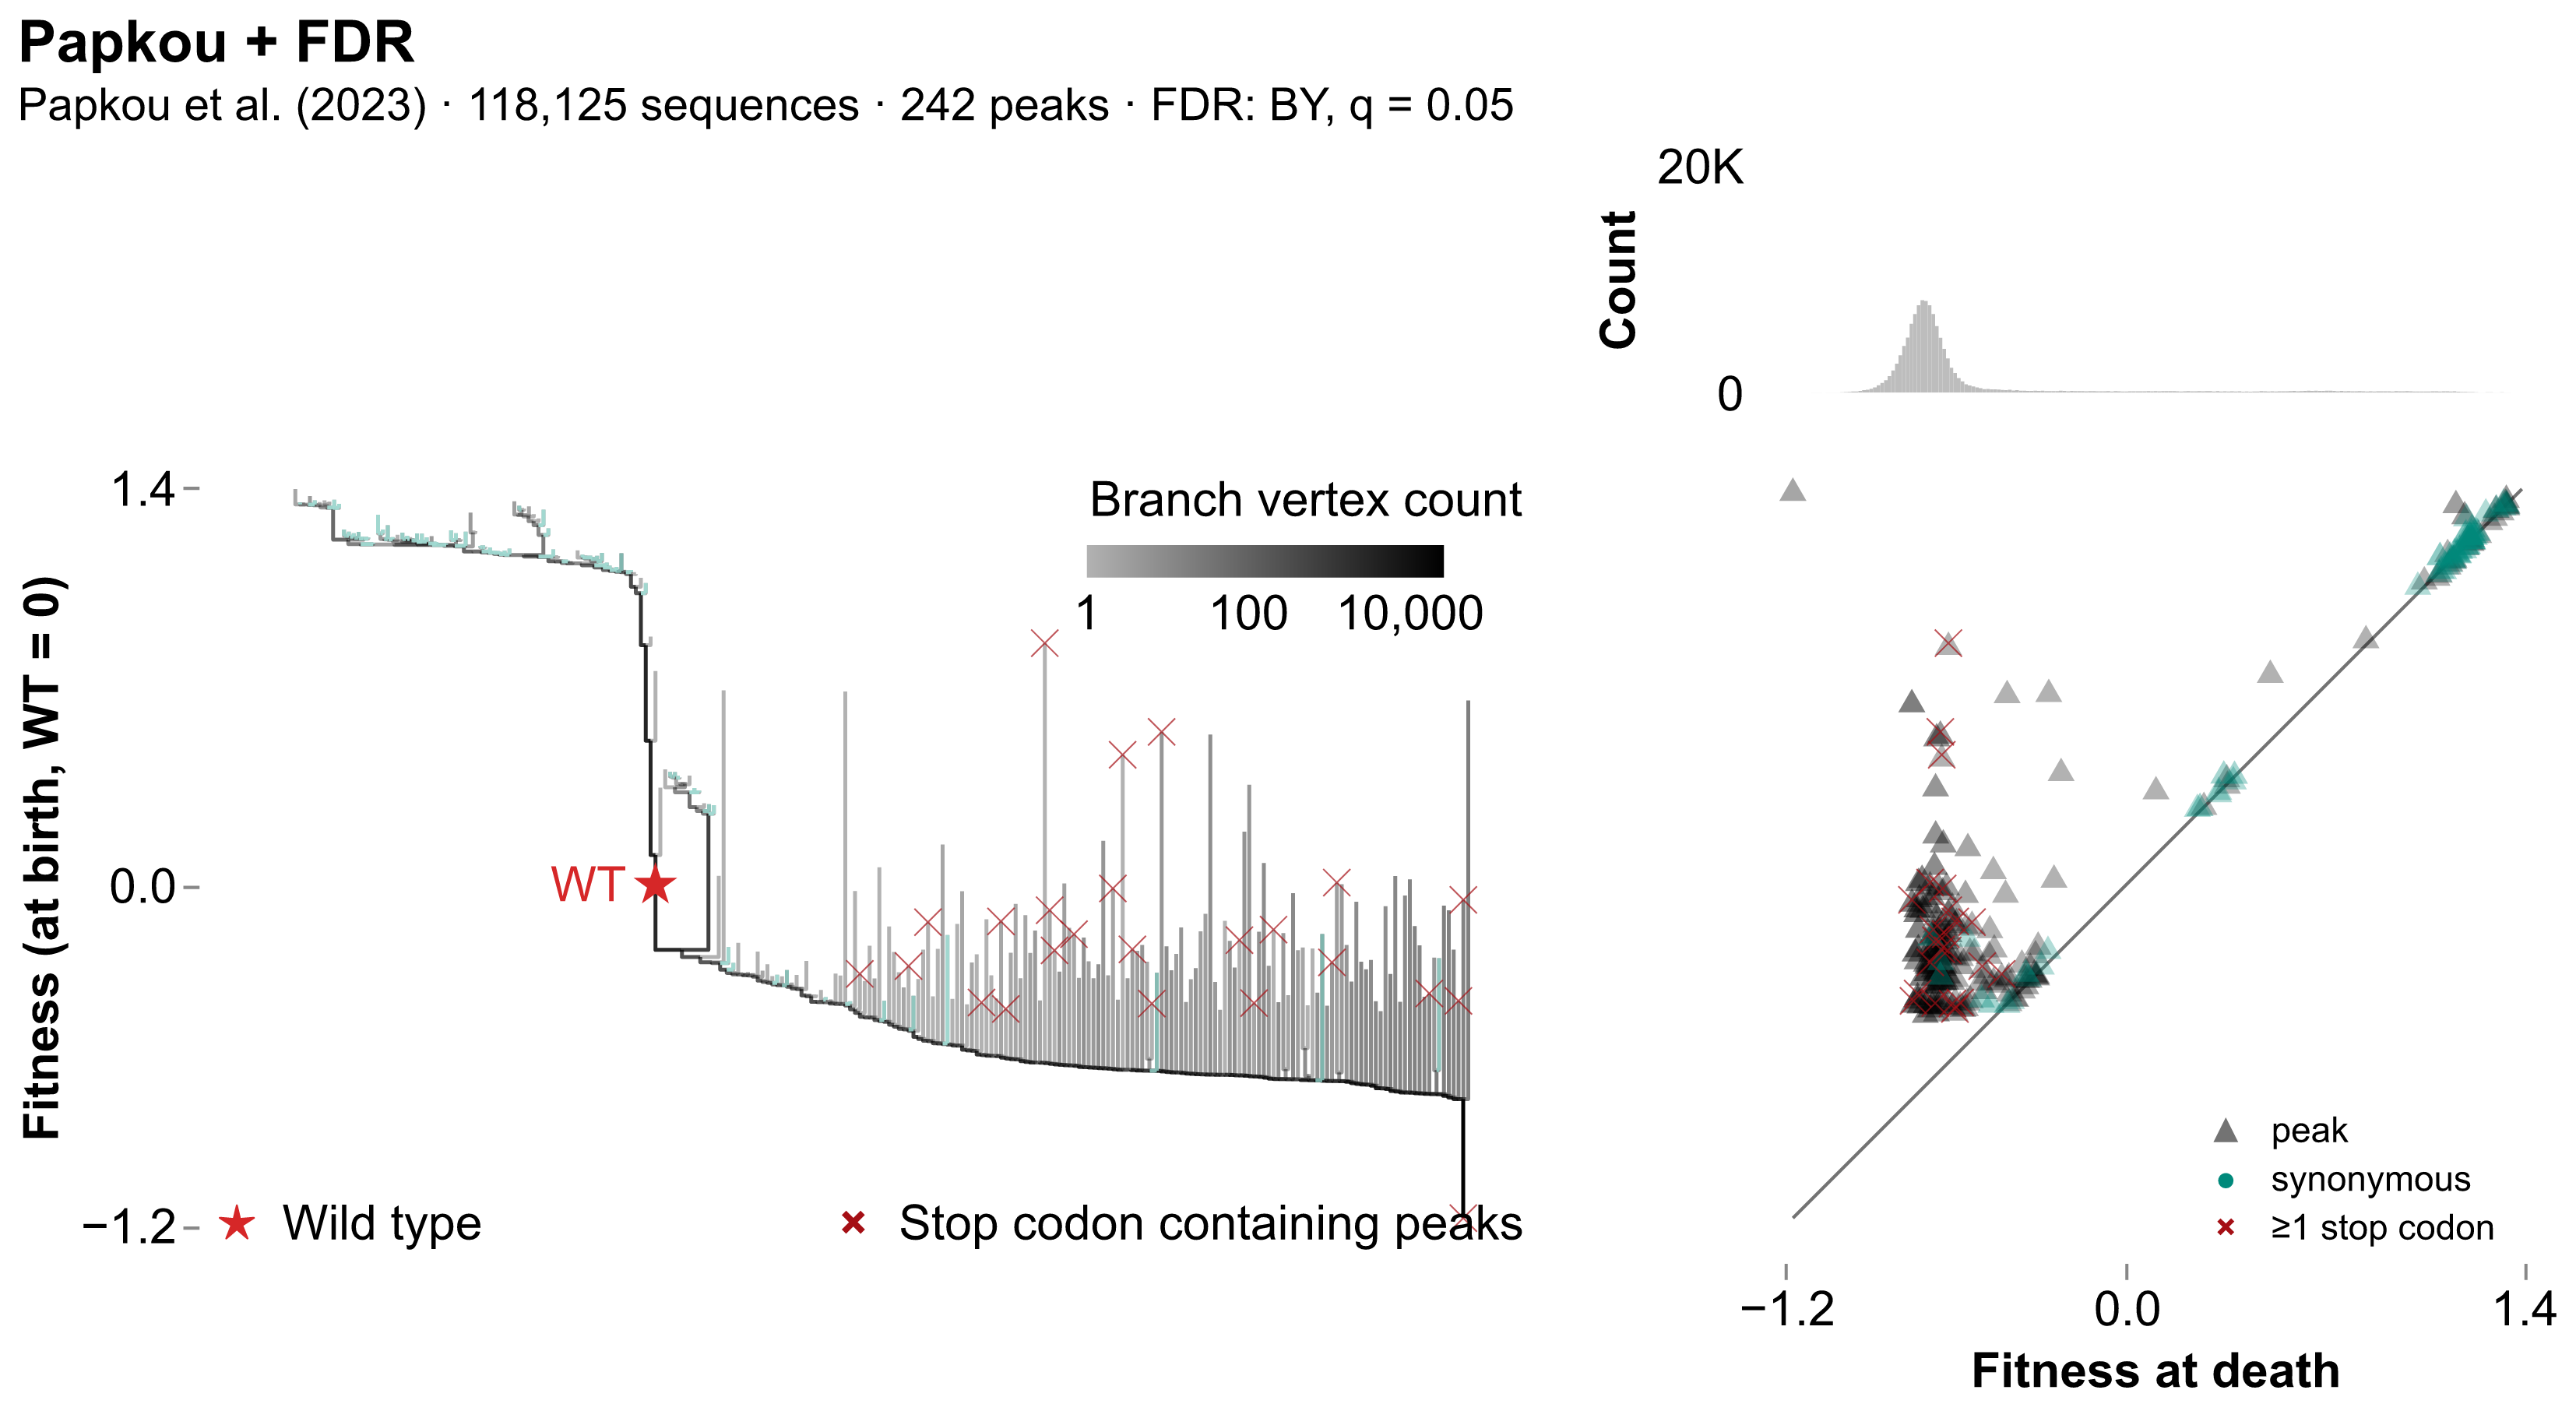 Papkou + FDR
Papkou et al. (2023) · 118,125 sequences · 242 peaks · FDR: BY, q = 0.05
20K
Count
0
1.4
Branch vertex count
1 100 10,000
Fitness (at birth, WT = 0)
0.0
WT
−1.2
Wild type
Stop codon containing peaks
peak
synonymous
≥1 stop codon
−1.2 0.0 1.4
Fitness at death